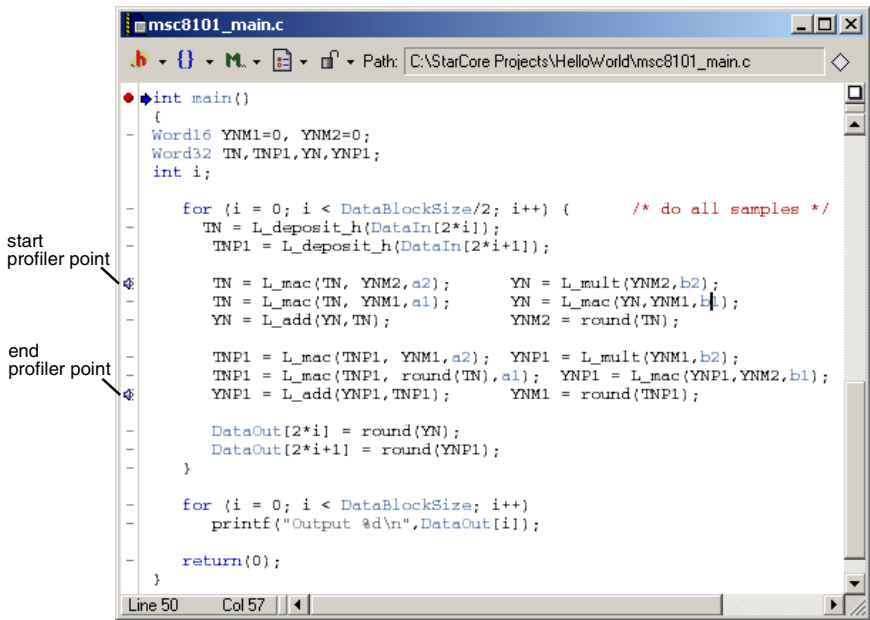 msc8101_main.c
.h {} M.. Path: C:\StarCore Projects\HelloWorld\msc8101_main.c
int main()
{
Word16 YNM1=0, YNM2=0;
Word32 TN,TNP1,YN,YNP1;
int i;
for (i = 0; i < DataBlockSize/2; i++) { /* do all samples */
TN = L_deposit_h(DataIn[2*i]);
TNP1 = L_deposit_h(DataIn[2*i+1]);
start
profiler point
TN = L_mac(TN, YNM2,a2); YN = L_mult(YNM2,b2);
TN = L_mac(TN, YNM1,a1); YN = L_mac(YN,YNM1,b1);
YN = L_add(YN,TN); YNM2 = round(TN);
end
profiler point
TNP1 = L_mac(TNP1, YNM1,a2); YNP1 = L_mult(YNM1,b2);
TNP1 = L_mac(TNP1, round(TN),a1); YNP1 = L_mac(YNP1,YNM2,b1);
YNP1 = L_add(YNP1,TNP1); YNM1 = round(TNP1);
DataOut[2*i] = round(YN);
DataOut[2*i+1] = round(YNP1);
}
for (i = 0; i < DataBlockSize; i++)
printf("Output %d\n",DataOut[i]);
return(0);
}
Line 50 Col 57